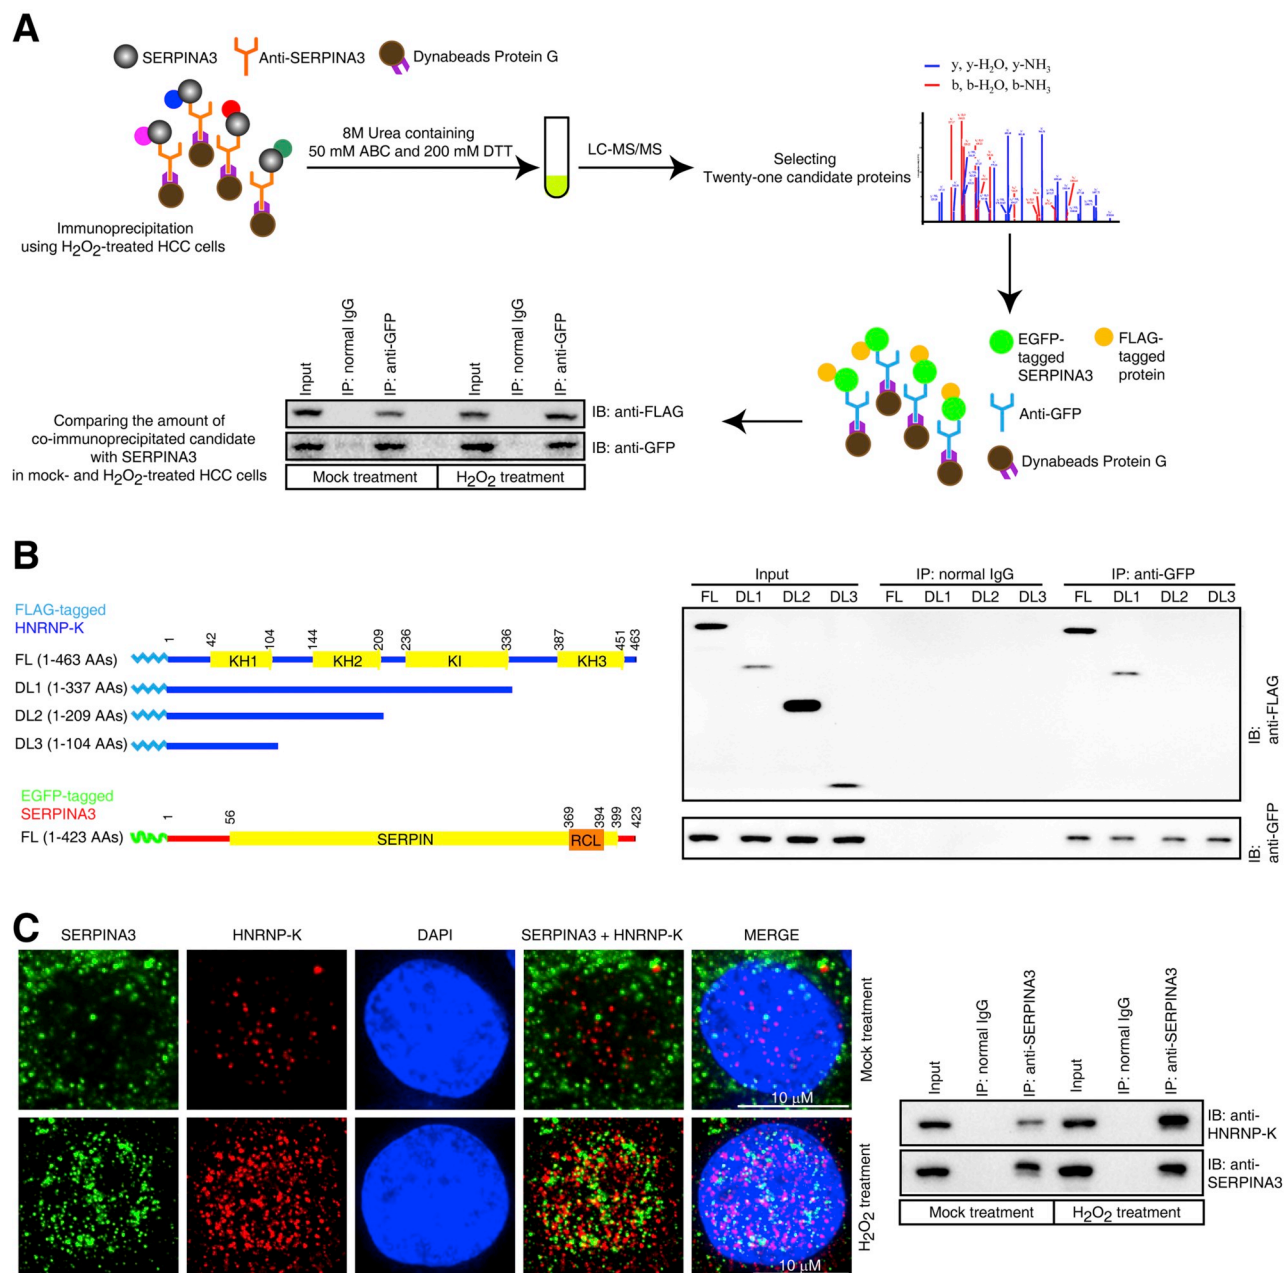 A
SERPINA3
Anti-SERPINA3
Dynabeads Protein G
8M Urea containing
50 mM ABC and 200 mM DTT
LC-MS/MS
Selecting
Twenty-one candidate proteins
y, y-H2O, y-NH3
b, b-H2O, b-NH3
Immunoprecipitation
using H2O2-treated HCC cells
EGFP-
tagged
SERPINA3
FLAG-
tagged
protein
Anti-GFP
Dynabeads Protein G
Comparing the amount of
co-immunoprecipitated candidate
with SERPINA3
in mock- and H2O2-treated HCC cells
Input
IP: normal IgG
IP: anti-GFP
Input
IP: normal IgG
IP: anti-GFP
IB: anti-FLAG
IB: anti-GFP
Mock treatment
H2O2 treatment
B
FLAG-tagged
HNRNP-K
1 42 104 144 209 236 336 387 451 463
FL (1-463 AAs)
KH1 KH2 KI KH3
DL1 (1-337 AAs)
DL2 (1-209 AAs)
DL3 (1-104 AAs)
EGFP-tagged
SERPINA3
1 56 369 394 399 423
FL (1-423 AAs)
SERPIN RCL
Input IP: normal IgG IP: anti-GFP
FL DL1 DL2 DL3 FL DL1 DL2 DL3 FL DL1 DL2 DL3
IB:
anti-FLAG
IB:
anti-GFP
C
SERPINA3 HNRNP-K DAPI SERPINA3 + HNRNP-K MERGE
10 µM
Mock treatment
10 µM
H2O2 treatment
Input
IP: normal IgG
IP: anti-SERPINA3
Input
IP: normal IgG
IP: anti-SERPINA3
IB: anti-
HNRNP-K
IB: anti-
SERPINA3
Mock treatment
H2O2 treatment